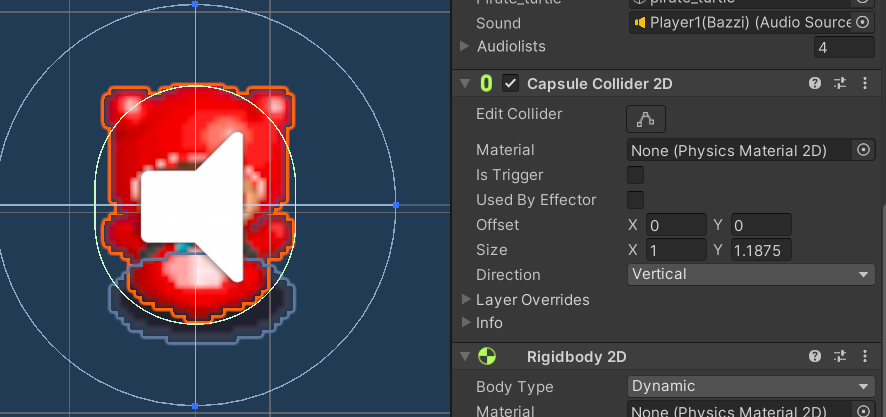 Pirate_turtle pirate_turtle
Sound Player1(Bazzi) (Audio Source
Audiolists 4
Capsule Collider 2D
Edit Collider
Material None (Physics Material 2D)
Is Trigger
Used By Effector
Offset X 0 Y 0
Size X 1 Y 1.1875
Direction Vertical
Layer Overrides
Info
Rigidbody 2D
Body Type Dynamic
Material None (Physics Material 2D)